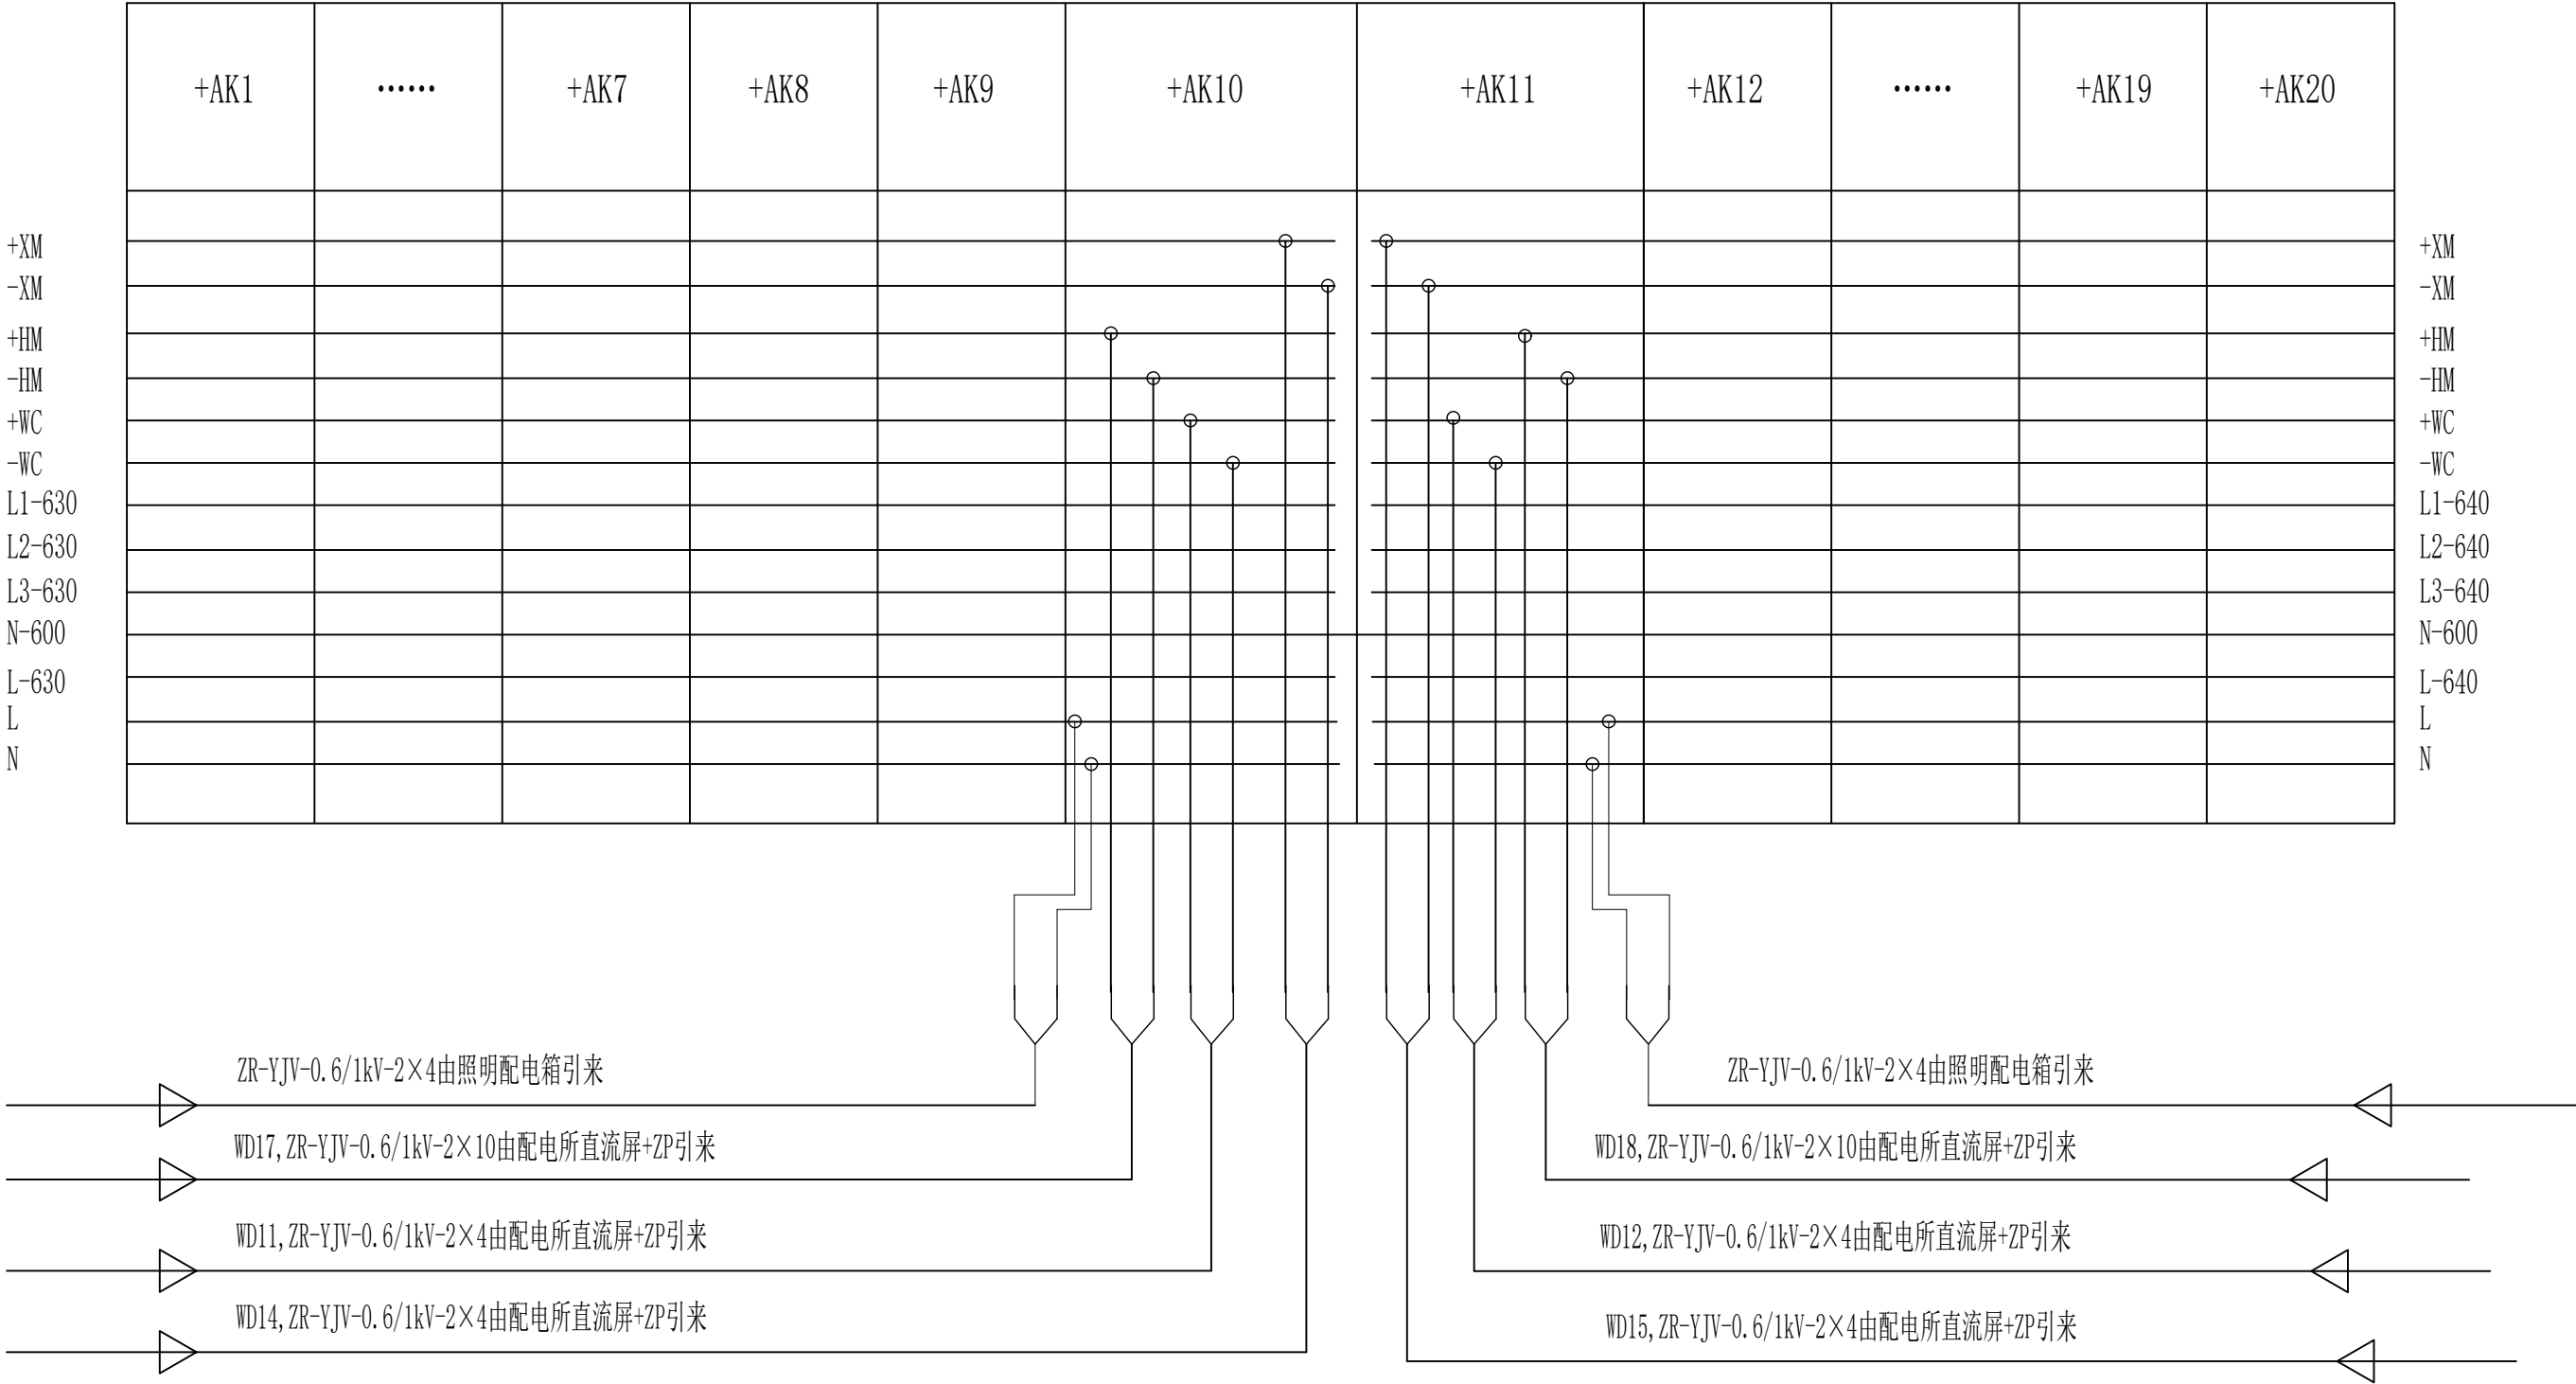 +AK1 ...... +AK7 +AK8 +AK9 +AK10 +AK11 +AK12 ...... +AK19 +AK20
+XM +XM
-XM -XM
+HM +HM
-HM -HM
+WC +WC
-WC -WC
L1-630 L1-640
L2-630 L2-640
L3-630 L3-640
N-600 N-600
L-630 L-640
L L
N N
ZR-YJV-0.6/1kV-2×4由照明配电箱引来 ZR-YJV-0.6/1kV-2×4由照明配电箱引来
WD17,ZR-YJV-0.6/1kV-2×10由配电所直流屏+ZP引来 WD18,ZR-YJV-0.6/1kV-2×10由配电所直流屏+ZP引来
WD11,ZR-YJV-0.6/1kV-2×4由配电所直流屏+ZP引来 WD12,ZR-YJV-0.6/1kV-2×4由配电所直流屏+ZP引来
WD14,ZR-YJV-0.6/1kV-2×4由配电所直流屏+ZP引来 WD15,ZR-YJV-0.6/1kV-2×4由配电所直流屏+ZP引来